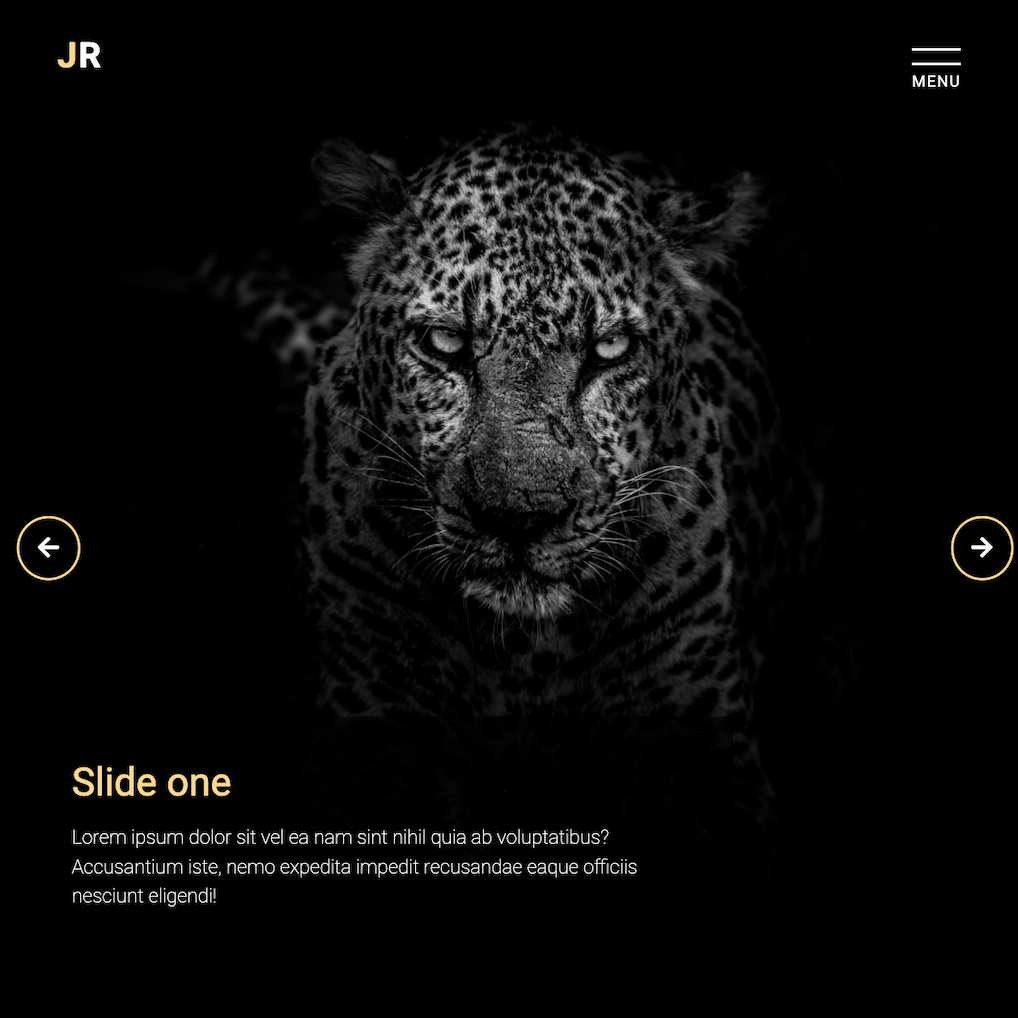 JR
MENU
Slide one
Lorem ipsum dolor sit vel ea nam sint nihil quia ab voluptatibus?
Accusantium iste, nemo expedita impedit recusandae eaque officiis
nesciunt eligendi!